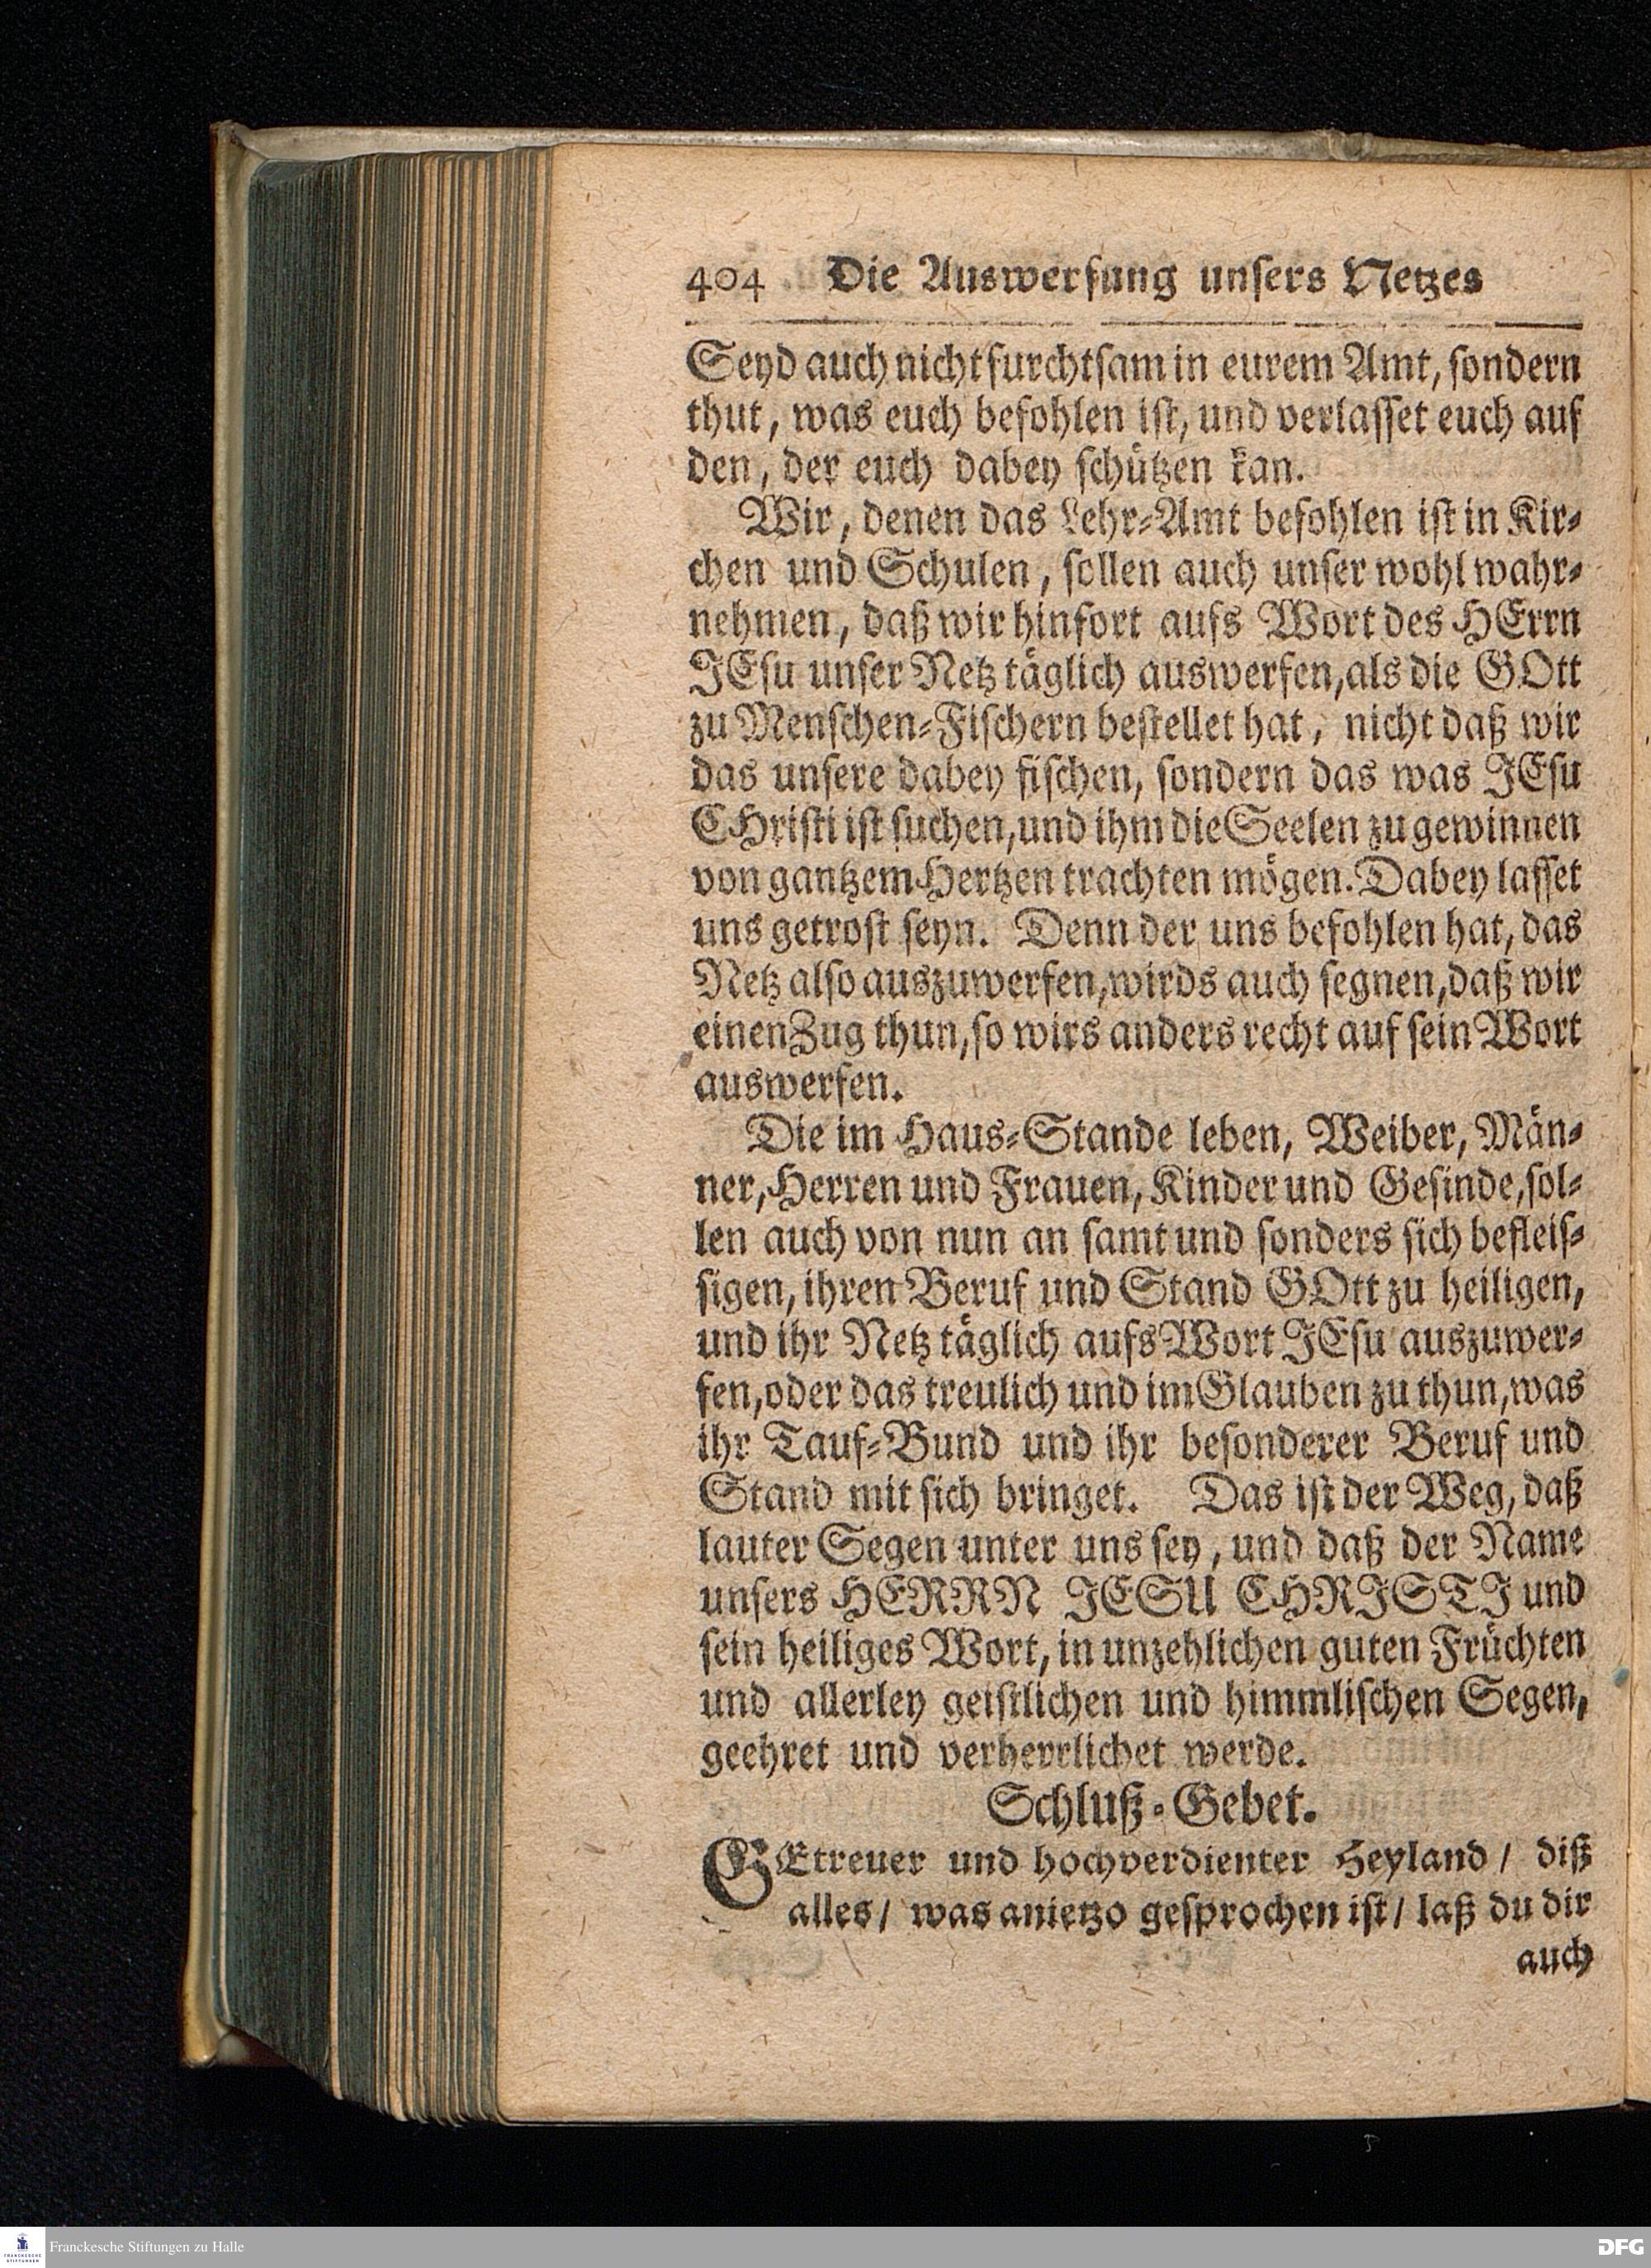 404 Die Auswerfung unsers Netzes
Seyd auch nicht furchtsam in eurem Amt, sondern
thut, was euch befohlen ist, und verlasset euch auf
den, der euch dabey schützen kan.
Wir, denen das Lehr-Amt befohlen ist in Kir-
chen und Schulen, sollen auch unser wohl wahr-
nehmen, daß wir hinfort aufs Wort des HErrn
JEsu unser Netz täglich auswerfen, als die GOtt
zu Menschen-Fischern bestellet hat, nicht daß wir
das unsere dabey fischen, sondern das was JEsu
CHristi ist suchen, und ihm die Seelen zu gewinnen
von gantzem Hertzen trachten mögen. Dabey lasset
uns getrost seyn. Denn der uns befohlen hat, das
Netz also auszuwerfen, wirds auch segnen, daß wir
einen Zug thun, so wirs anders recht auf sein Wort
auswerfen.
Die im Haus-Stande leben, Weiber, Män-
ner, Herren und Frauen, Kinder und Gesinde, sol-
len auch von nun an samt und sonders sich befleis-
sigen, ihren Beruf und Stand GOtt zu heiligen,
und ihr Netz täglich aufs Wort JEsu auszuwer-
fen, oder das treulich und im Glauben zu thun, was
ihr Tauf-Bund und ihr besonderer Beruf und
Stand mit sich bringet. Das ist der Weg, daß
lauter Segen unter uns sey, und daß der Name
unsers HERRN JESU CHRISTI und
sein heiliges Wort, in unzehlichen guten Früchten
und allerley geistlichen und himmlischen Segen,
geehret und verherrlichet werde.
Schluß-Gebet.
GEtreuer und hochverdienter Heyland / diß
alles / was anietzo gesprochen ist / laß du dir
auch
FRANCKESCHE STIFTUNGEN
Franckesche Stiftungen zu Halle
DFG